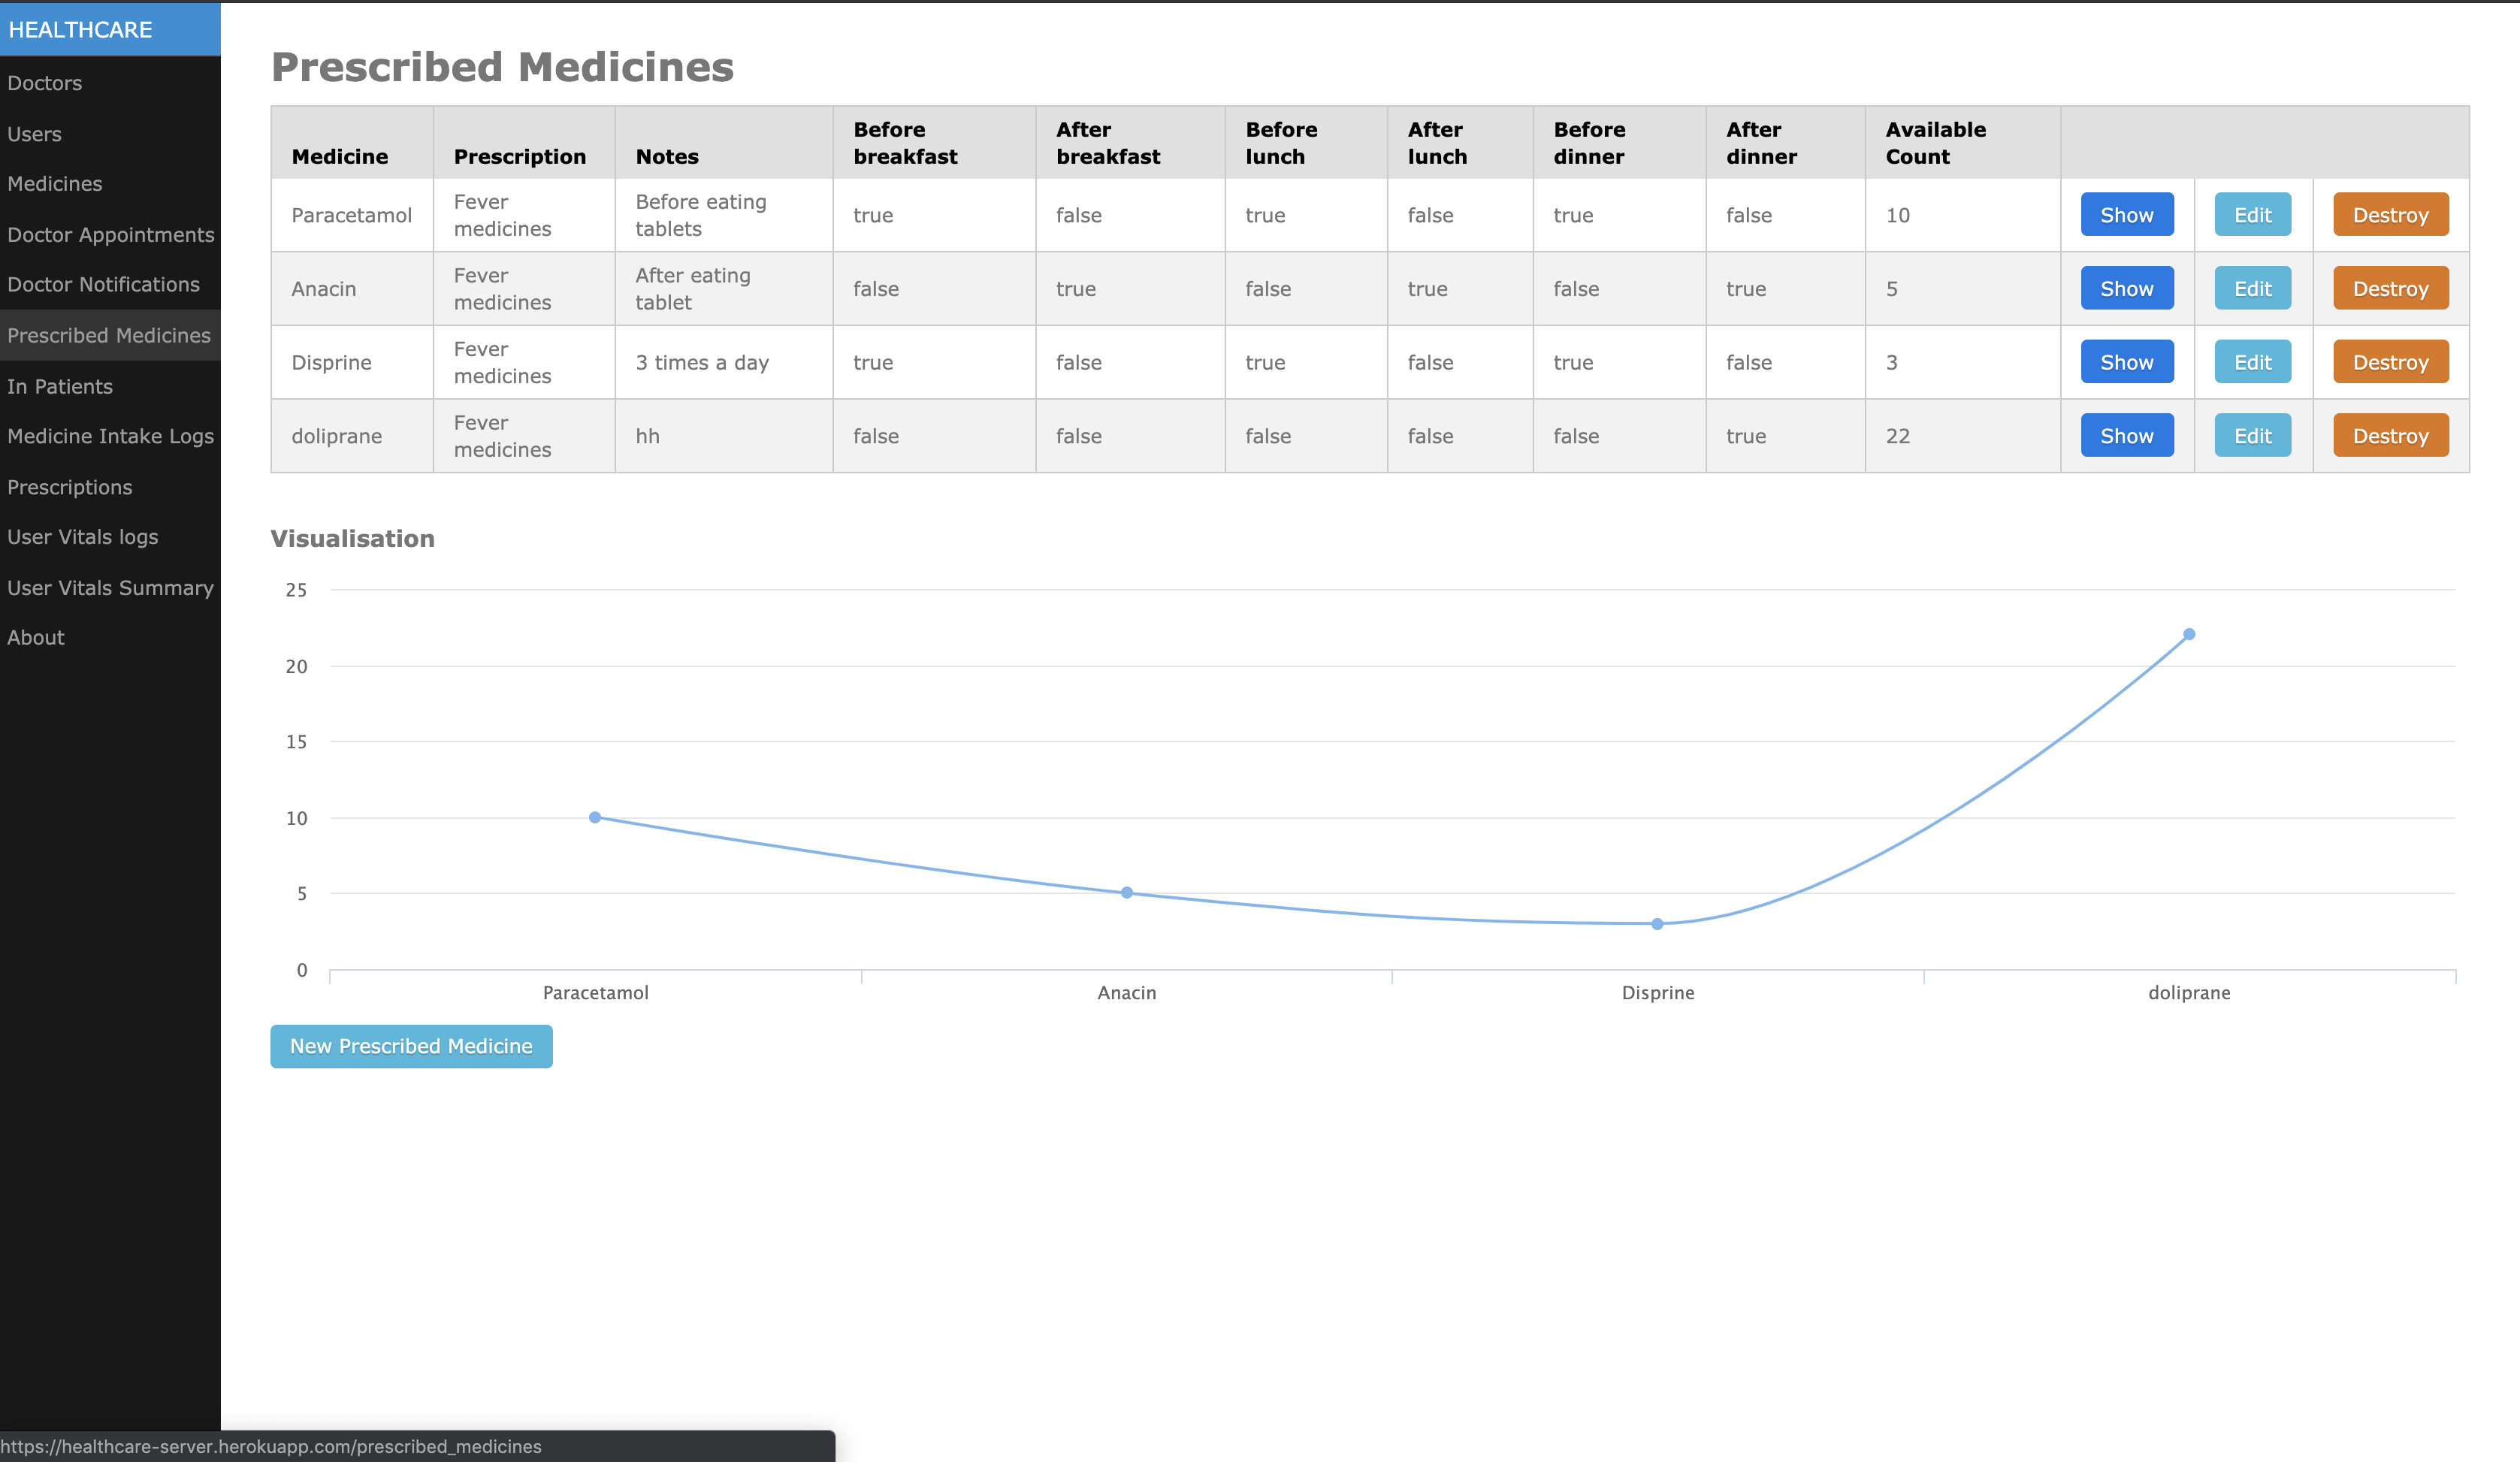 HEALTHCARE
Doctors
Users
Medicines
Doctor Appointments
Doctor Notifications
Prescribed Medicines
In Patients
Medicine Intake Logs
Prescriptions
User Vitals logs
User Vitals Summary
About
Prescribed Medicines
Medicine Prescription Notes Before breakfast After breakfast Before lunch After lunch Before dinner After dinner Available Count
Paracetamol Fever medicines Before eating tablets true false true false true false 10 Show Edit Destroy
Anacin Fever medicines After eating tablet false true false true false true 5 Show Edit Destroy
Disprine Fever medicines 3 times a day true false true false true false 3 Show Edit Destroy
doliprane Fever medicines hh false false false false false true 22 Show Edit Destroy
Visualisation
25
20
15
10
5
0
Paracetamol Anacin Disprine doliprane
New Prescribed Medicine
https://healthcare-server.herokuapp.com/prescribed_medicines